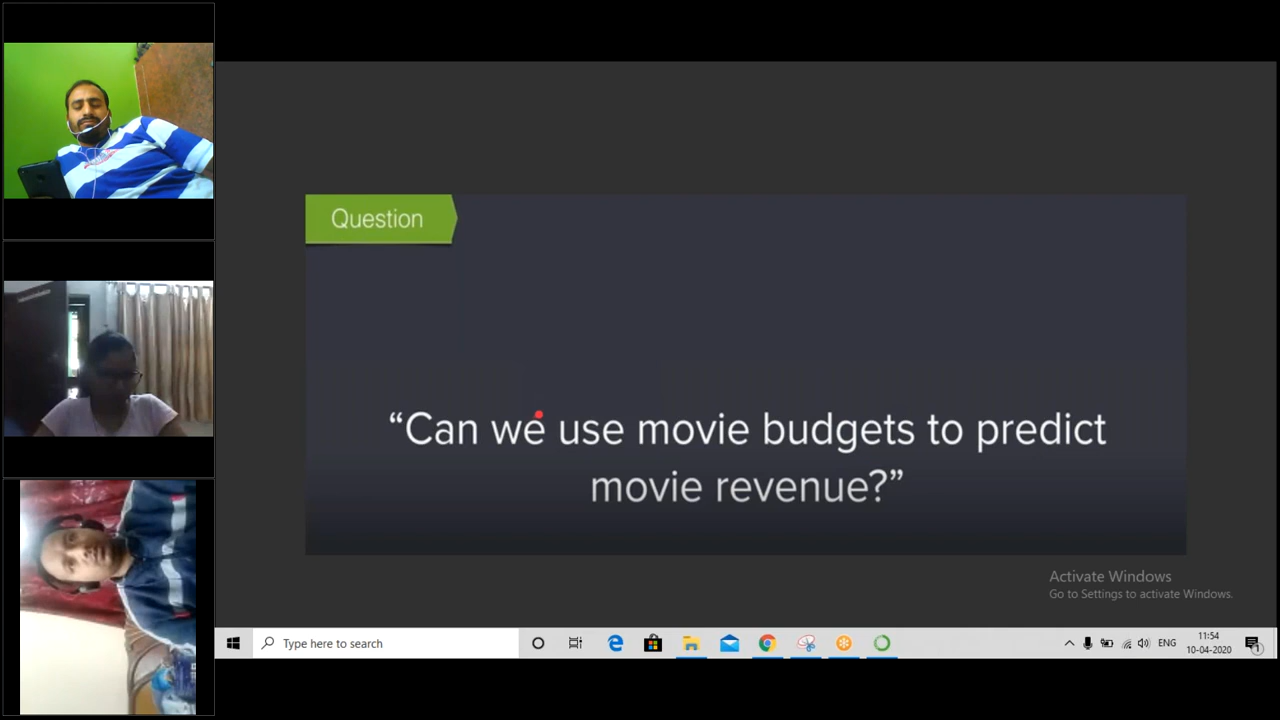 Question
“Can we use movie budgets to predict
movie revenue?”
Activate Windows
Go to Settings to activate Windows.
Type here to search
ENG
11:54
10-04-2020
1